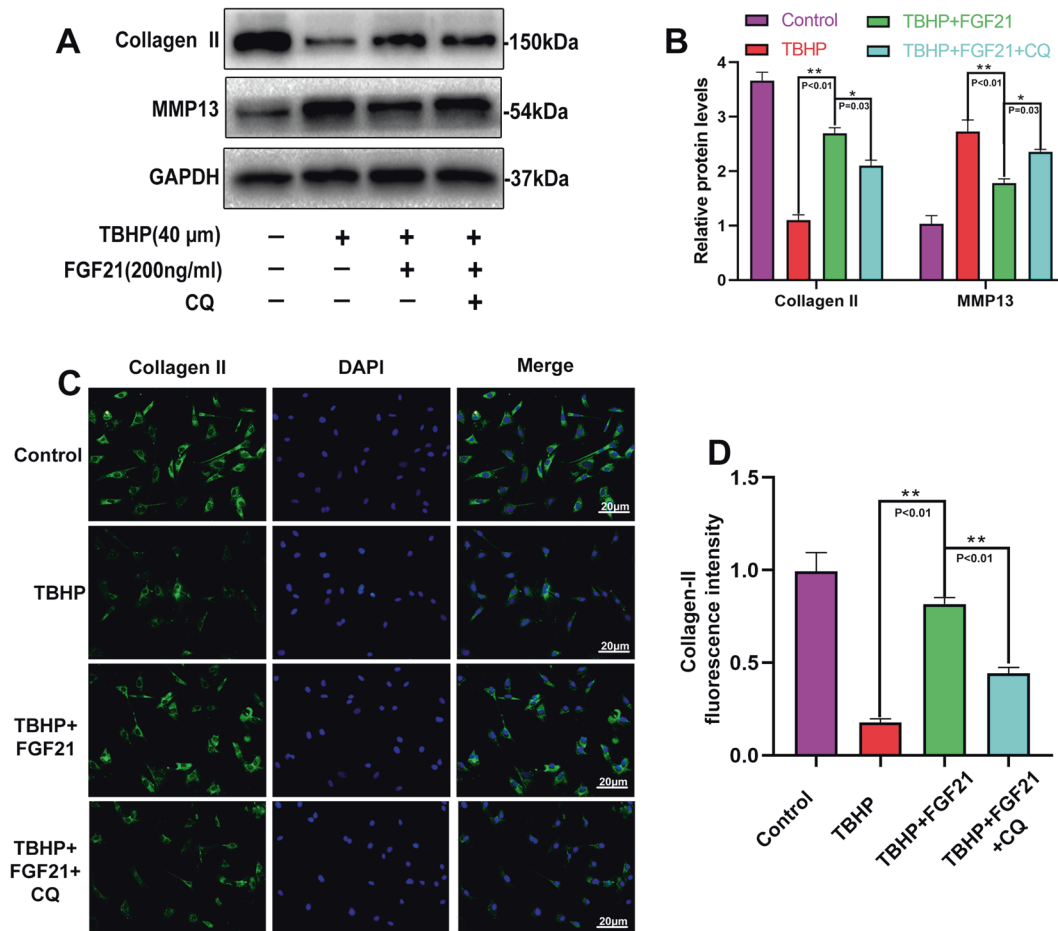 A
Collagen II
-150kDa
MMP13
-54kDa
GAPDH
-37kDa
TBHP(40 μm) − + + +
FGF21(200ng/ml) − − + +
CQ − − − +
B
Control
TBHP+FGF21
TBHP
TBHP+FGF21+CQ
Relative protein levels
4
3
2
1
0
**
P<0.01
*
P=0.03
**
P<0.01
*
P=0.03
Collagen II
MMP13
C
Collagen II
DAPI
Merge
Control
20μm
TBHP
20μm
TBHP+
FGF21
20μm
TBHP+
FGF21+
CQ
20μm
D
Collagen-II
fluorescence intensity
1.5
1.0
0.5
0.0
**
P<0.01
**
P<0.01
Control
TBHP
TBHP+FGF21
TBHP+FGF21
+CQ